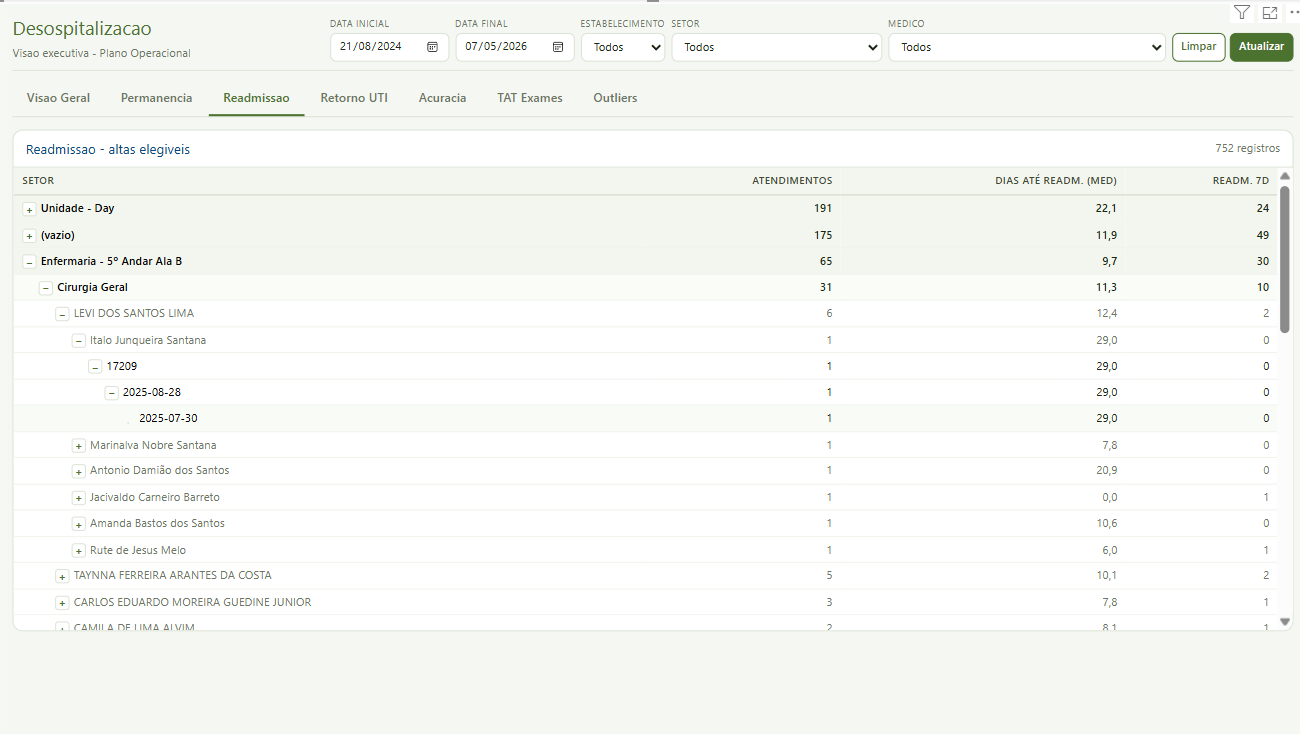 Desospitalizacao
Visao executiva - Plano Operacional
DATA INICIAL DATA FINAL ESTABELECIMENTO SETOR MEDICO
21/08/2024 07/05/2026 Todos Todos Todos Limpar Atualizar
Visao Geral Permanencia Readmissao Retorno UTI Acuracia TAT Exames Outliers
Readmissao - altas elegiveis 752 registros
SETOR ATENDIMENTOS DIAS ATÉ READM. (MED) READM. 7D
+ Unidade - Day 191 22,1 24
+ (vazio) 175 11,9 49
− Enfermaria - 5º Andar Ala B 65 9,7 30
− Cirurgia Geral 31 11,3 10
− LEVI DOS SANTOS LIMA 6 12,4 2
− Italo Junqueira Santana 1 29,0 0
− 17209 1 29,0 0
− 2025-08-28 1 29,0 0
2025-07-30 1 29,0 0
+ Marinalva Nobre Santana 1 7,8 0
+ Antonio Damião dos Santos 1 20,9 0
+ Jacivaldo Carneiro Barreto 1 0,0 1
+ Amanda Bastos dos Santos 1 10,6 0
+ Rute de Jesus Melo 1 6,0 1
+ TAYNNA FERREIRA ARANTES DA COSTA 5 10,1 2
+ CARLOS EDUARDO MOREIRA GUEDINE JUNIOR 3 7,8 1
+ CAMILA DE LIMA ALVIM 2 8,1 1